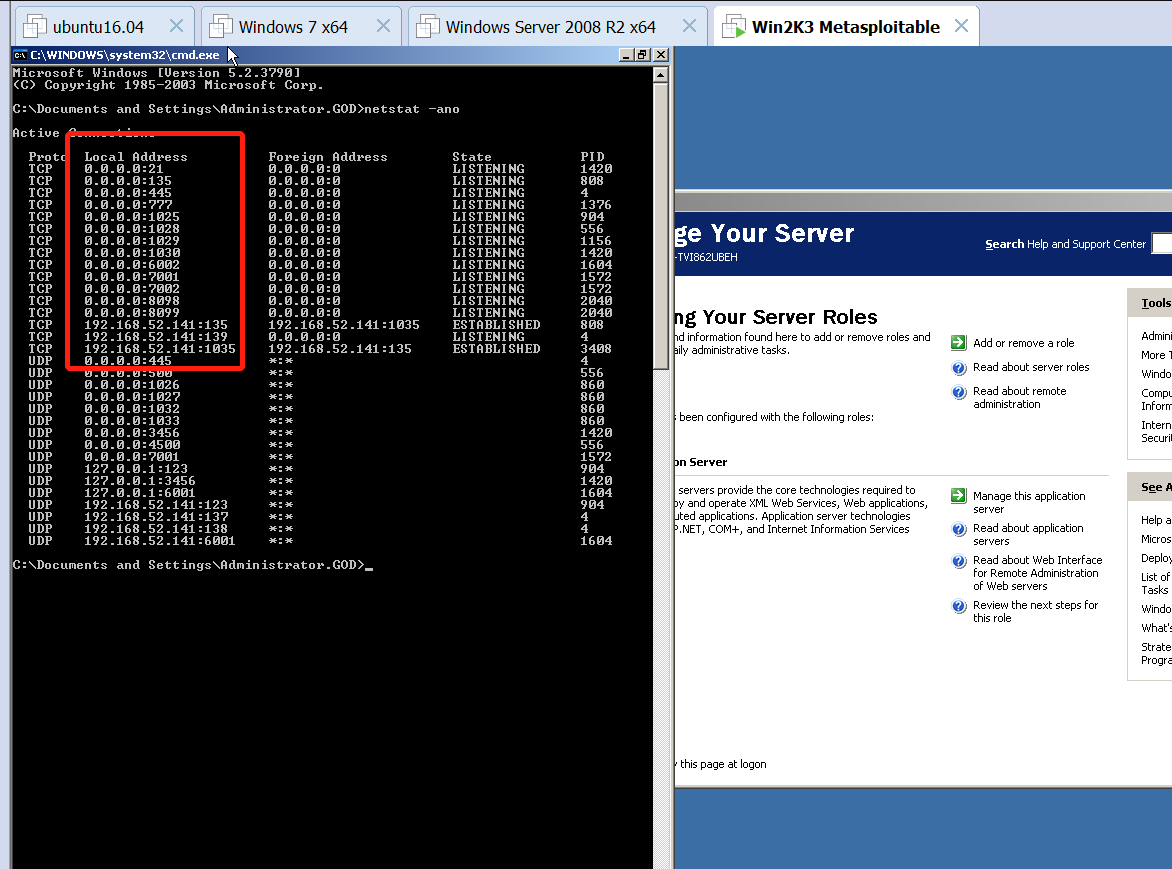 ubuntu16.04
Windows 7 x64
Windows Server 2008 R2 x64
Win2K3 Metasploitable
C:\WINDOWS\system32\cmd.exe
Microsoft Windows [Version 5.2.3790]
(C) Copyright 1985-2003 Microsoft Corp.
C:\Documents and Settings\Administrator.GOD>netstat -ano
Active Connections
Proto Local Address Foreign Address State PID
TCP 0.0.0.0:21 0.0.0.0:0 LISTENING 1420
TCP 0.0.0.0:135 0.0.0.0:0 LISTENING 808
TCP 0.0.0.0:445 0.0.0.0:0 LISTENING 4
TCP 0.0.0.0:777 0.0.0.0:0 LISTENING 1376
TCP 0.0.0.0:1025 0.0.0.0:0 LISTENING 904
TCP 0.0.0.0:1028 0.0.0.0:0 LISTENING 556
TCP 0.0.0.0:1029 0.0.0.0:0 LISTENING 1156
TCP 0.0.0.0:1030 0.0.0.0:0 LISTENING 1420
TCP 0.0.0.0:6002 0.0.0.0:0 LISTENING 1604
TCP 0.0.0.0:7001 0.0.0.0:0 LISTENING 1572
TCP 0.0.0.0:7002 0.0.0.0:0 LISTENING 1572
TCP 0.0.0.0:8098 0.0.0.0:0 LISTENING 2040
TCP 0.0.0.0:8099 0.0.0.0:0 LISTENING 2040
TCP 192.168.52.141:135 192.168.52.141:1035 ESTABLISHED 808
TCP 192.168.52.141:139 0.0.0.0:0 LISTENING 4
TCP 192.168.52.141:1035 192.168.52.141:135 ESTABLISHED 3408
UDP 0.0.0.0:445 *:* 4
UDP 0.0.0.0:500 *:* 556
UDP 0.0.0.0:1026 *:* 860
UDP 0.0.0.0:1027 *:* 860
UDP 0.0.0.0:1032 *:* 860
UDP 0.0.0.0:1033 *:* 860
UDP 0.0.0.0:3456 *:* 1420
UDP 0.0.0.0:4500 *:* 556
UDP 0.0.0.0:7001 *:* 1572
UDP 127.0.0.1:123 *:* 904
UDP 127.0.0.1:3456 *:* 1420
UDP 127.0.0.1:6001 *:* 1604
UDP 192.168.52.141:123 *:* 904
UDP 192.168.52.141:137 *:* 4
UDP 192.168.52.141:138 *:* 4
UDP 192.168.52.141:6001 *:* 1604
C:\Documents and Settings\Administrator.GOD>_
ge Your Server
-TVI862UBEH
Search Help and Support Center
ng Your Server Roles
nd information found here to add or remove roles and
aily administrative tasks.
Add or remove a role
Read about server roles
Read about remote
administration
been configured with the following roles:
on Server
servers provide the core technologies required to
oy and operate XML Web Services, Web applications,
uted applications. Application server technologies
P.NET, COM+, and Internet Information Services
Manage this application
server
Read about application
servers
Read about Web Interface
for Remote Administration
of Web servers
Review the next steps for
this role
y this page at logon
Tools
Admini
More T
Windo
Compu
Inform
Intern
Securit
See A
Help a
Micros
Deploy
List of
Tasks
Windo
What's
Strate
Progra